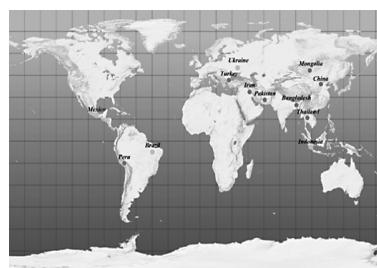 Ukraine
Mongolia
Turkey
China
Iran
Pakistan
Bangladesh
Mexico
Thailand
Indonesia
Brazil
Peru